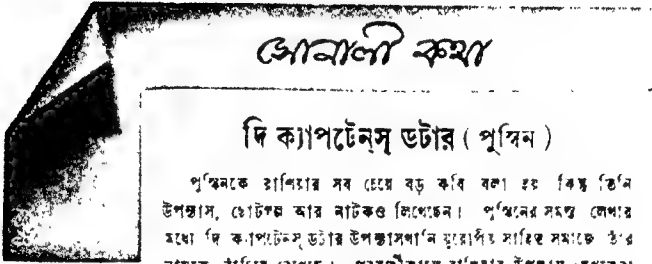 সোনালী কথা
দি ক্যাপটেন্‌স্‌ ডটার ( পুস্কিন )
পুস্কিনকে রাশিয়ার সব চেয়ে বড় কবি বলা হয় কিন্তু তিনি
উপন্যাস, ছোটগল্প আর নাটকও লিখেছেন। পুস্কিনের সমস্ত লেখার
মধ্যে দি ক্যাপটেন্‌স্‌ ডটার উপন্যাসখানি য়ুরোপীয় সাহিত্য সমাজে তাঁর